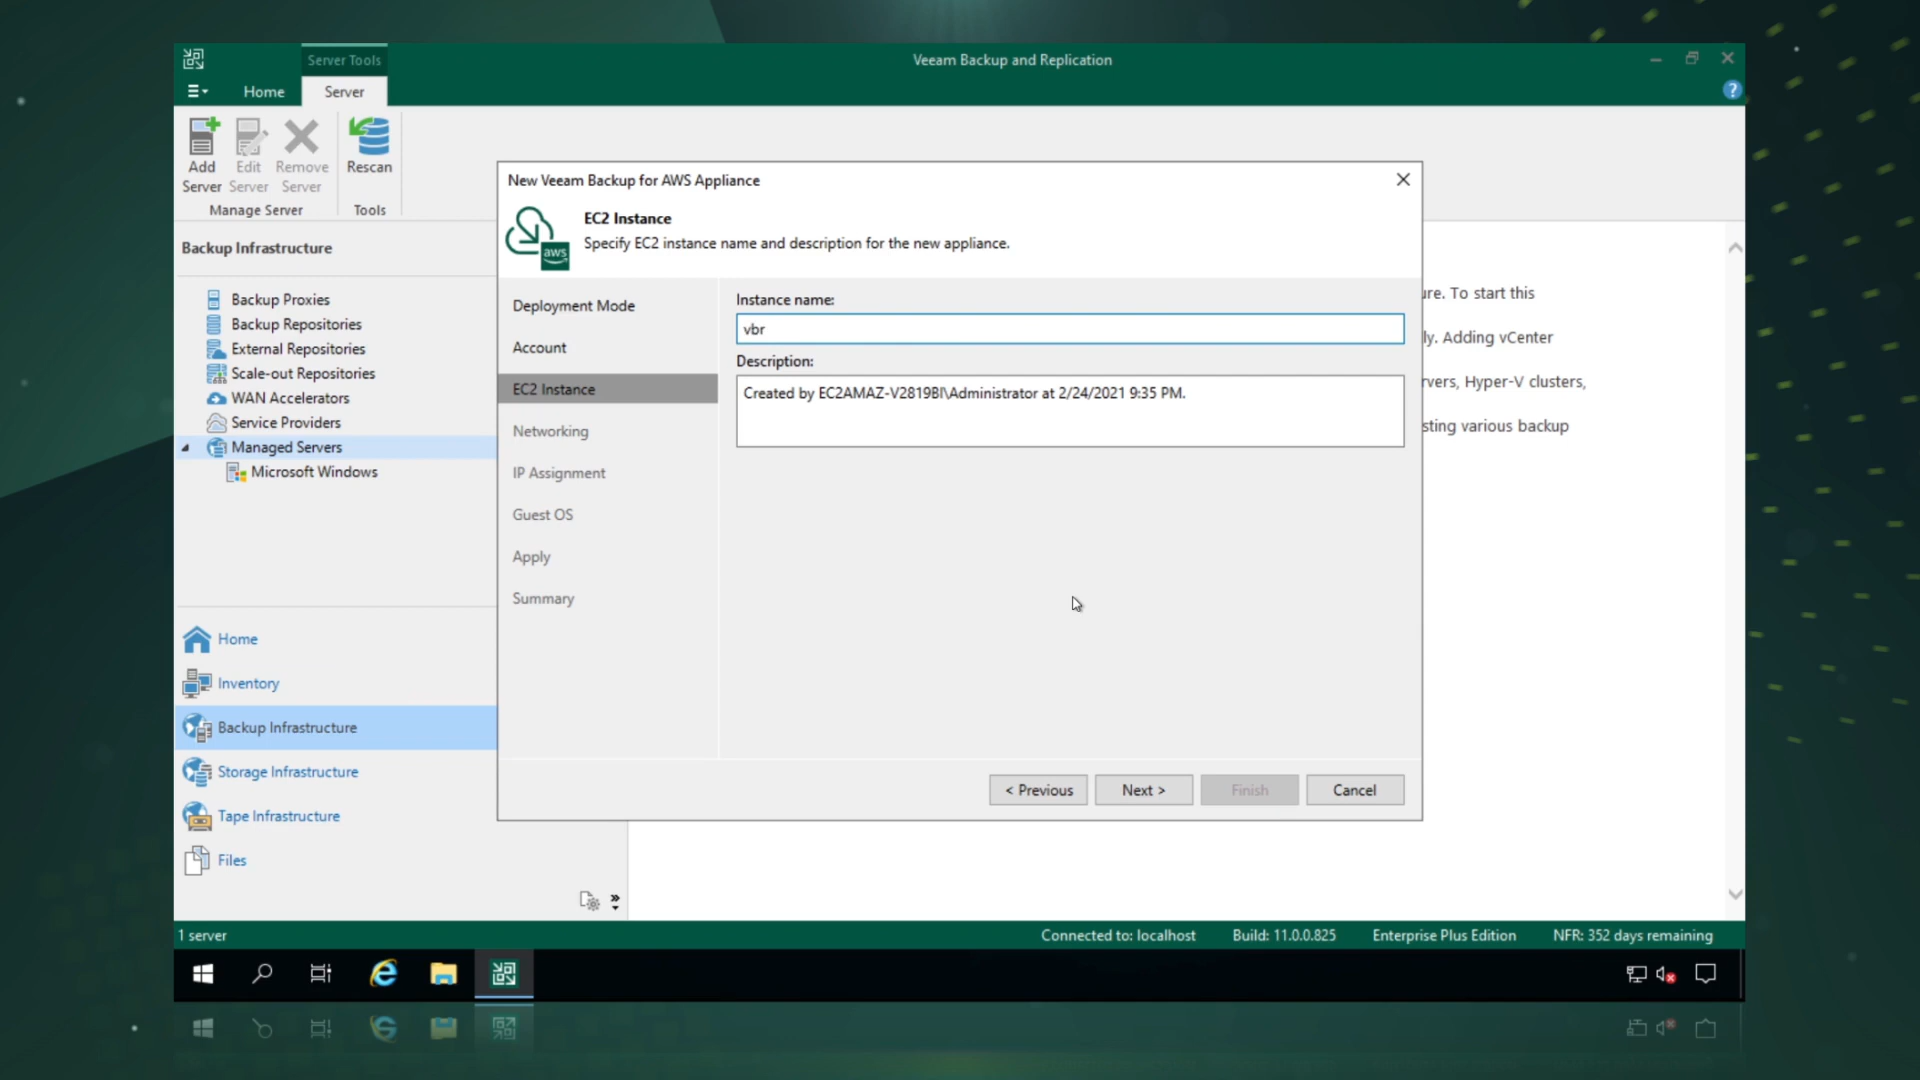 Server Tools
Veeam Backup and Replication
Home
Server
?
Add Server
Edit Server
Remove Server
Rescan
Manage Server
Tools
Backup Infrastructure
Backup Proxies
Backup Repositories
External Repositories
Scale-out Repositories
WAN Accelerators
Service Providers
Managed Servers
Microsoft Windows
Home
Inventory
Backup Infrastructure
Storage Infrastructure
Tape Infrastructure
Files
New Veeam Backup for AWS Appliance
aws
EC2 Instance
Specify EC2 instance name and description for the new appliance.
Deployment Mode
Account
EC2 Instance
Networking
IP Assignment
Guest OS
Apply
Summary
Instance name:
vbr
Description:
Created by EC2AMAZ-V2819BI\Administrator at 2/24/2021 9:35 PM.
< Previous
Next >
Finish
Cancel
ure. To start this
ly. Adding vCenter
rvers, Hyper-V clusters,
sting various backup
1 server
Connected to: localhost
Build: 11.0.0.825
Enterprise Plus Edition
NFR: 352 days remaining